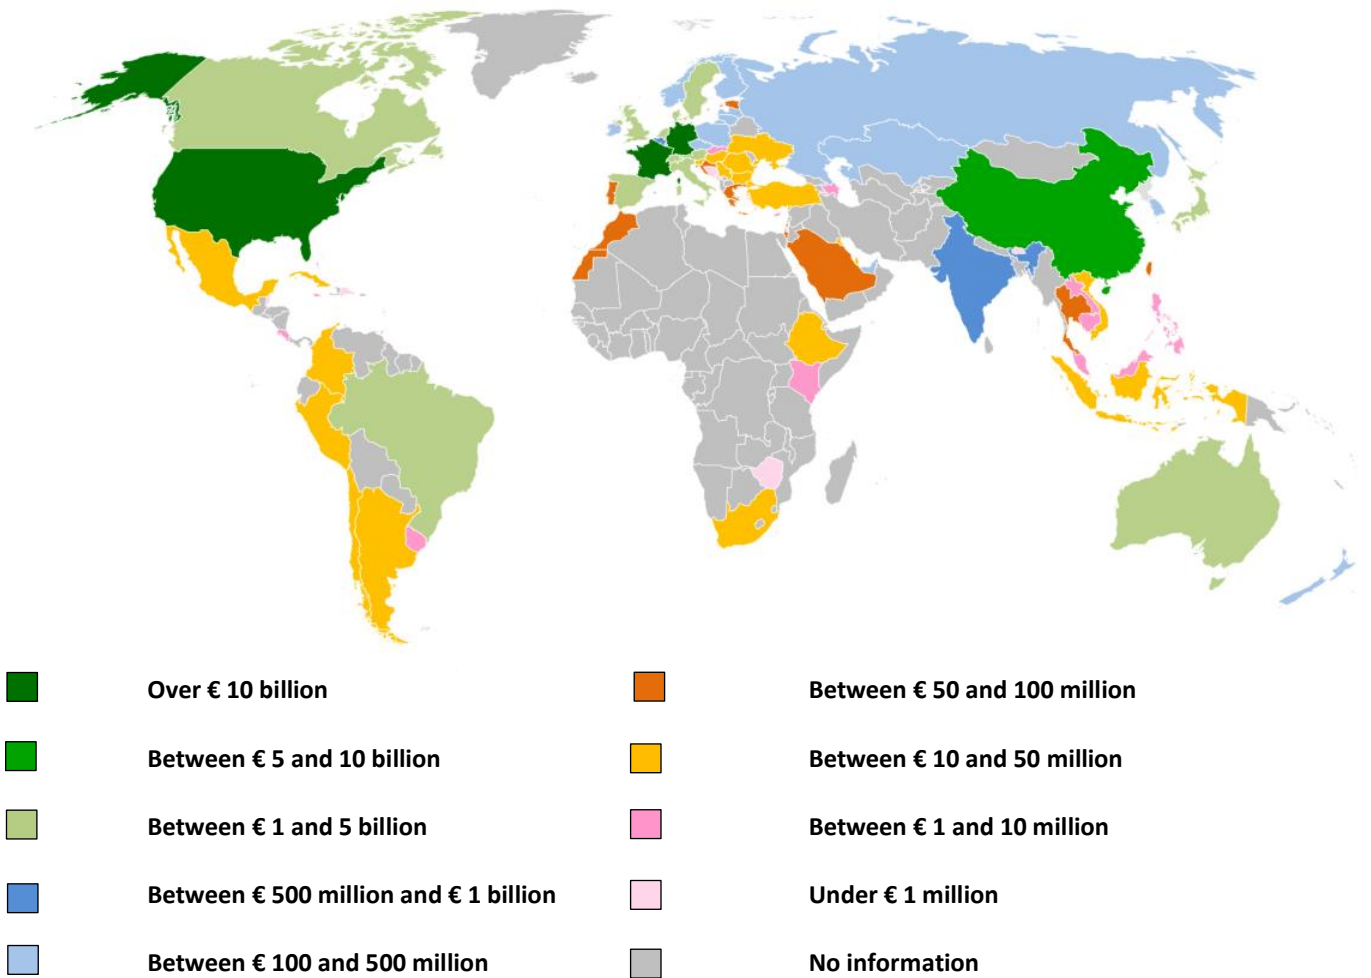 Over € 10 billion
Between € 50 and 100 million
Between € 5 and 10 billion
Between € 10 and 50 million
Between € 1 and 5 billion
Between € 1 and 10 million
Between € 500 million and € 1 billion
Under € 1 million
Between € 100 and 500 million
No information